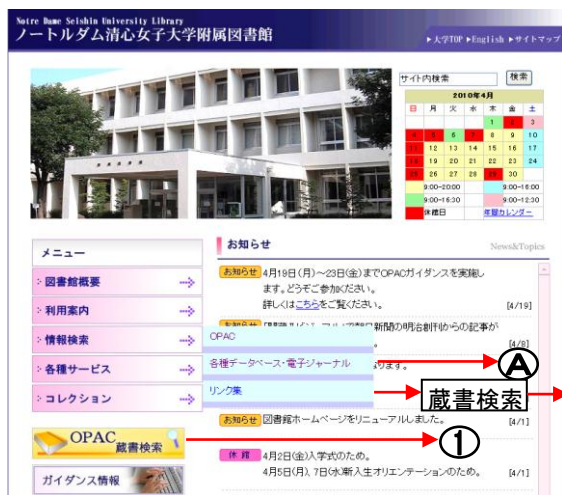 Notre Dame Seishin University Library
ノートルダム清心女子大学附属図書館
▶大学TOP ▶English ▶サイトマップ
サイト内検索
検索
2010年4月
日 月 火 水 木 金 土
1 2 3
4 5 6 7 8 9 10
11 12 13 14 15 16 17
18 19 20 21 22 23 24
25 26 27 28 29 30
9:00-20:00 9:00-16:00
9:00-16:30 9:00-12:30
休館日 年間カレンダー
メニュー
図書館概要
利用案内
情報検索
各種サービス
コレクション
OPAC
各種データベース・電子ジャーナル
リンク集
OPAC
蔵書検索
ガイダンス情報
お知らせ
News&Topics
お知らせ 4月19日(月)～23日(金)までOPACガイダンスを実施し
ます。どうぞご参加ください。
詳しくはこちらをご覧ください。 [4/19]
新聞の明治創刊からの記事が
[4/8]
なります。
お知らせ 図書館ホームページをリニューアルしました。 [4/1]
休館 4月2日(金)入学式のため。
4月5日(月)、7日(水)新入生オリエンテーションのため。 [4/1]
Ⓐ
蔵書検索
①